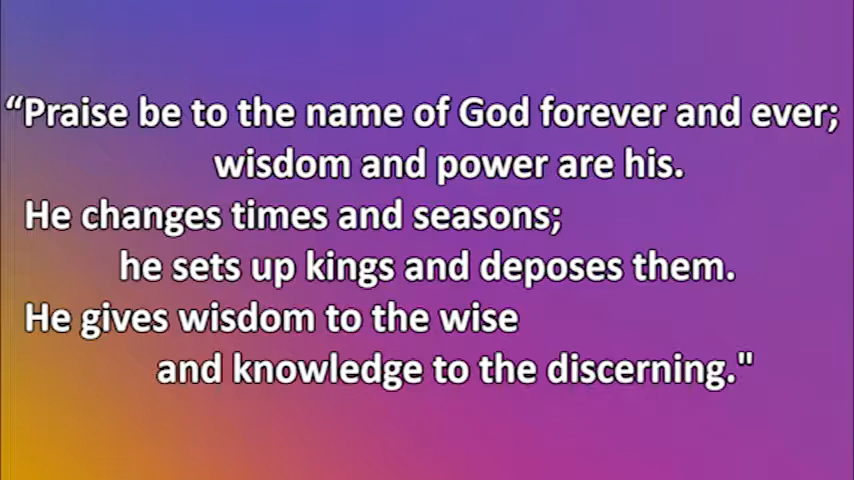 “Praise be to the name of God forever and ever;
wisdom and power are his.
He changes times and seasons;
he sets up kings and deposes them.
He gives wisdom to the wise
and knowledge to the discerning."